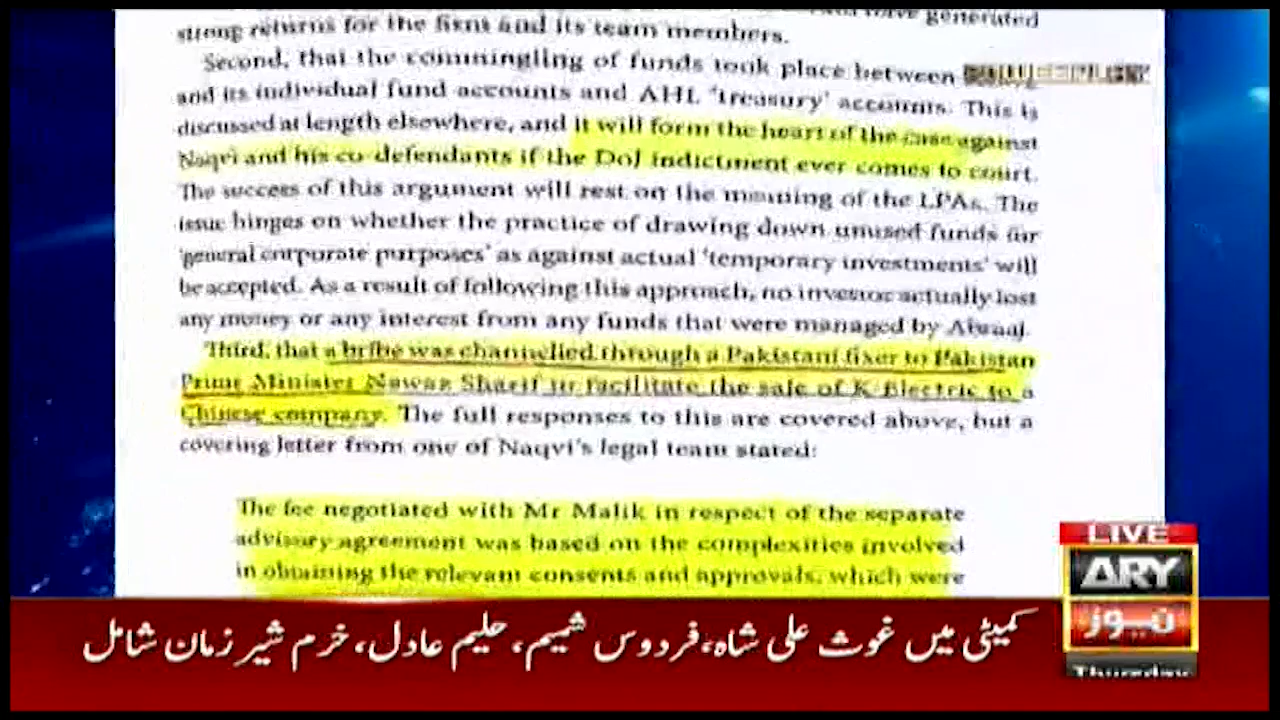 have generated
strong returns for the firm and its team members.
Second, that the commingling of funds took place between
and its individual fund accounts and AHL 'treasury' accounts. This is
discussed at length elsewhere, and it will form the heart of the case against
Naqvi and his co-defendants if the DoJ indictment ever comes to court.
The success of this argument will rest on the meaning of the LPAs. The
issue hinges on whether the practice of drawing down unused funds for
'general corporate purposes' as against actual 'temporary investments' will
be accepted. As a result of following this approach, no investor actually lost
any money or any interest from any funds that were managed by Abraaj.
Third, that a bribe was channelled through a Pakistani fixer to Pakistan
Prime Minister Nawaz Sharif to facilitate the sale of K-Electric to a
Chinese company. The full responses to this are covered above, but a
covering letter from one of Naqvi's legal team stated:
The fee negotiated with Mr Malik in respect of the separate
advisory agreement was based on the complexities involved
in obtaining the relevant consents and approvals, which were
LIVE
ARY
نیوز
Thursday
کمیٹی میں غوث علی شاہ،فردوس شمیم، حلیم عادل، خرم شیر زمان شامل